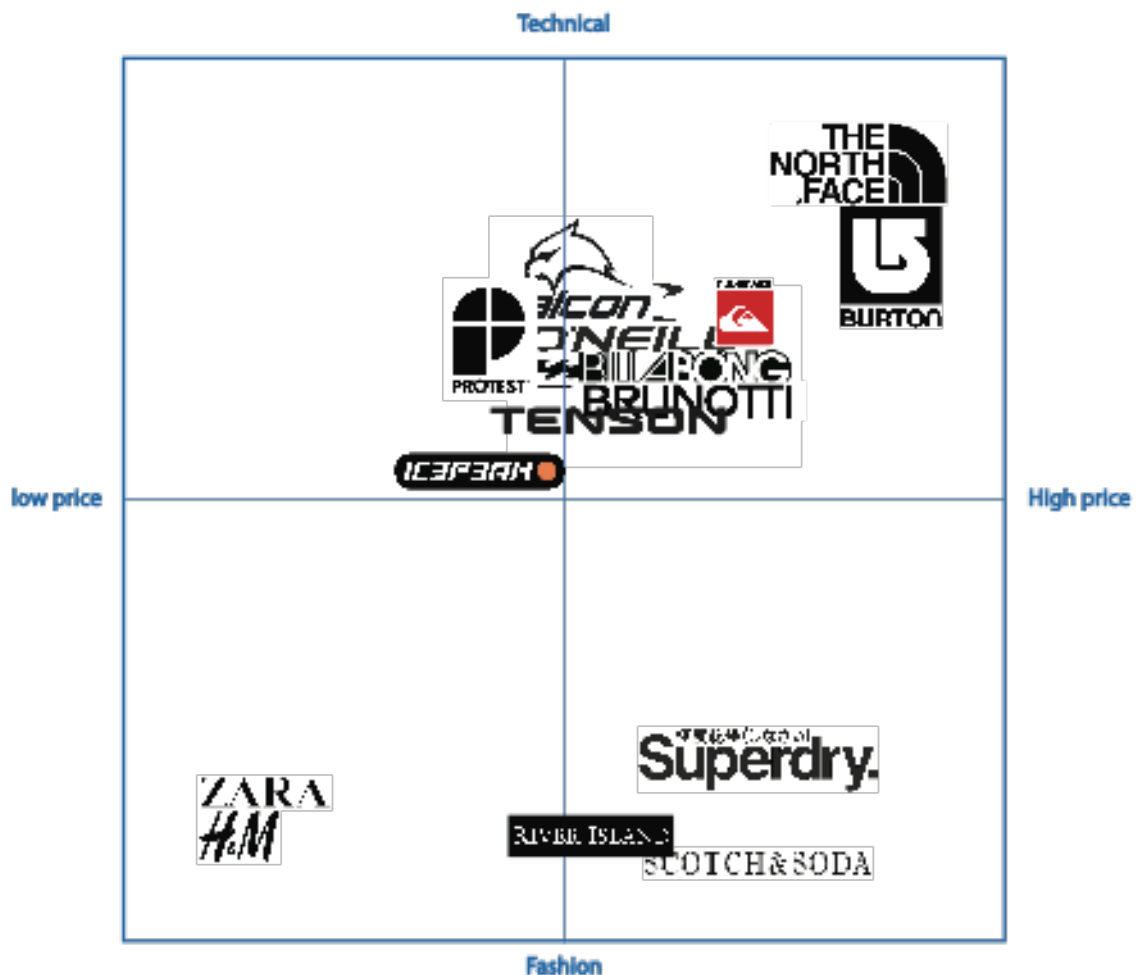 Technical
THE
NORTH
FACE
BURTON
alcon
O'NEILL
PROTEST
BILLABONG
BRUNOTTI
TENSON
ICEPEAK
low price
High price
Superdry.
ZARA
H&M
RIVER ISLAND
SCOTCH & SODA
Fashion